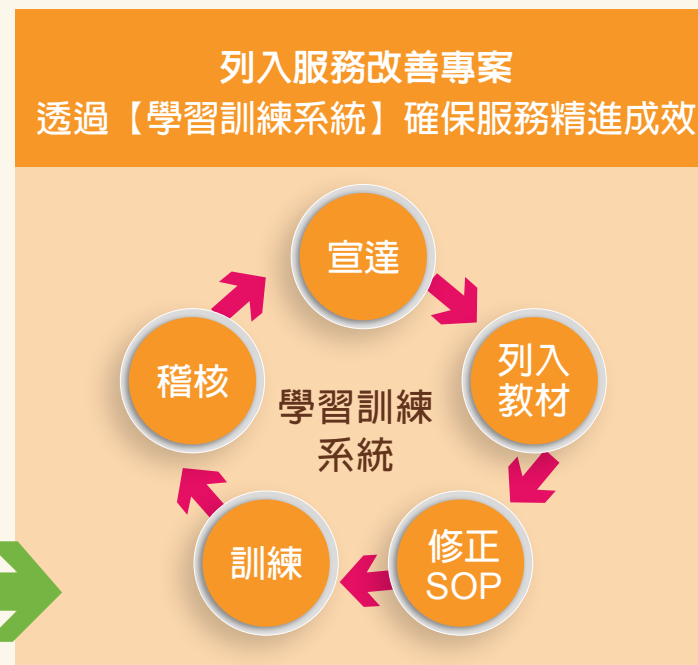 列入服務改善專案
透過【學習訓練系統】確保服務精進成效
宣達
列入
教材
修正
SOP
訓練
稽核
學習訓練
系統